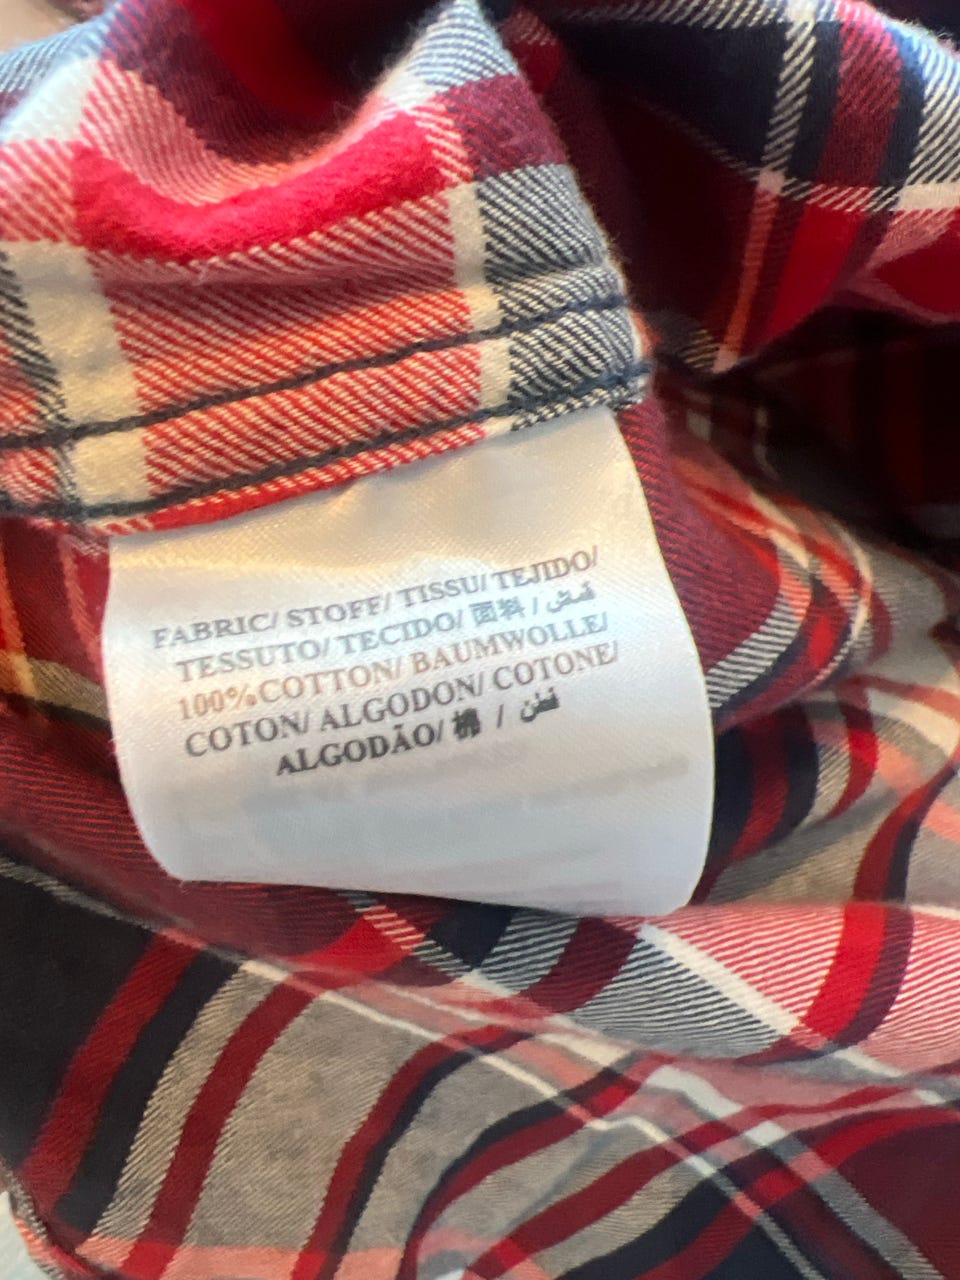 FABRIC/ STOFF/ TISSU/ TEJIDO/
TESSUTO/ TECIDO/ 面料 / قماش
100%COTTON/ BAUMWOLLE/
COTON/ ALGODON/ COTONE/
ALGODÃO/ 棉 / قطن